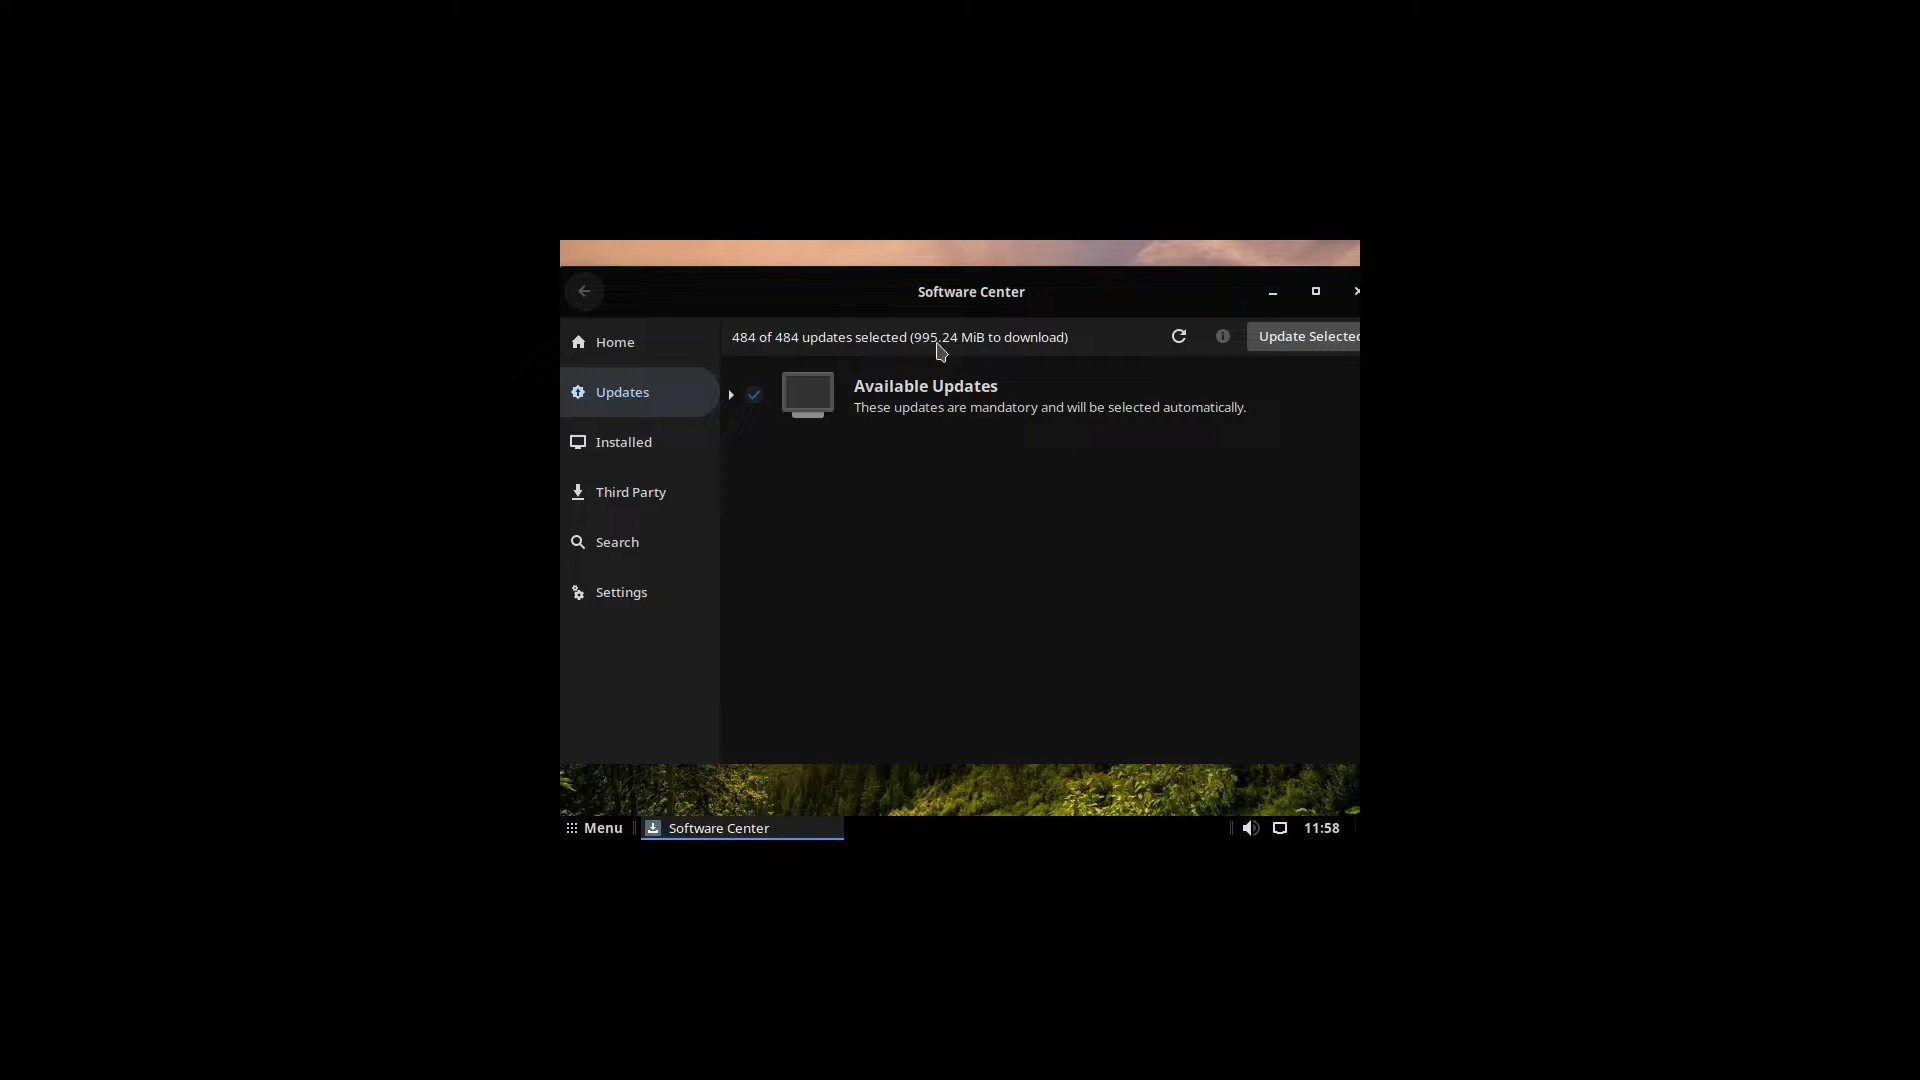 Software Center
484 of 484 updates selected (995.24 MiB to download)
Update Selected
Home
Updates
Installed
Third Party
Search
Settings
Available Updates
These updates are mandatory and will be selected automatically.
Menu
Software Center
11:58